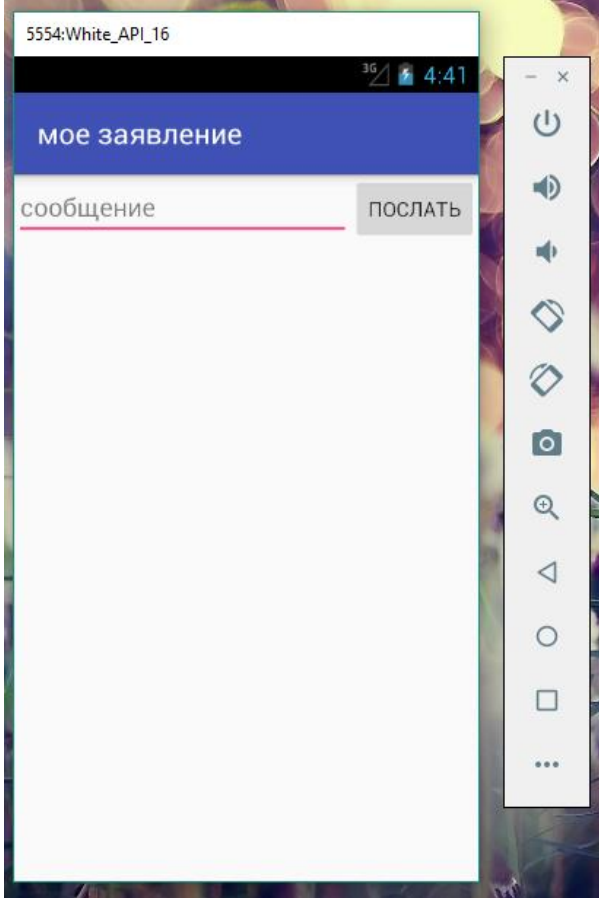 5554:White_API_16
3G 4:41
мое заявление
сообщение
ПОСЛАТЬ